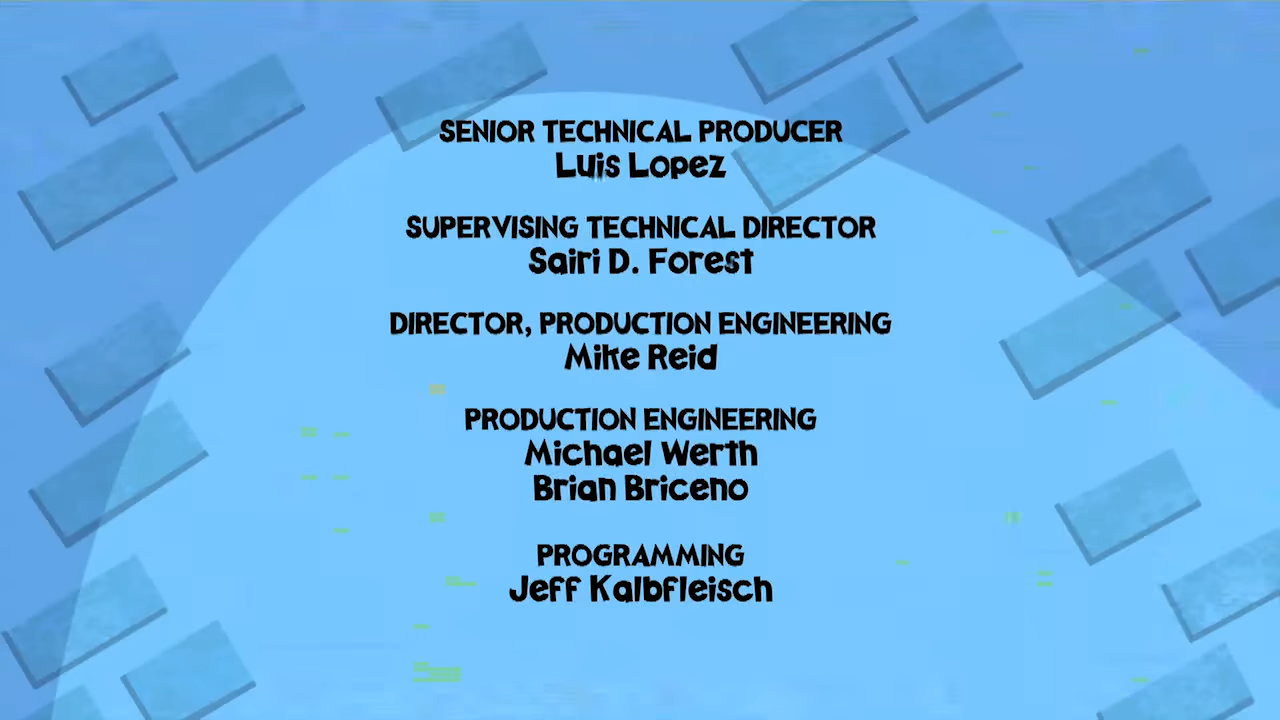 SENIOR TECHNICAL PRODUCER
Luis Lopez
SUPERVISING TECHNICAL DIRECTOR
Sairi D. Forest
DIRECTOR, PRODUCTION ENGINEERING
Mike Reid
PRODUCTION ENGINEERING
Michael Werth
Brian Briceno
PROGRAMMING
Jeff Kalbfleisch